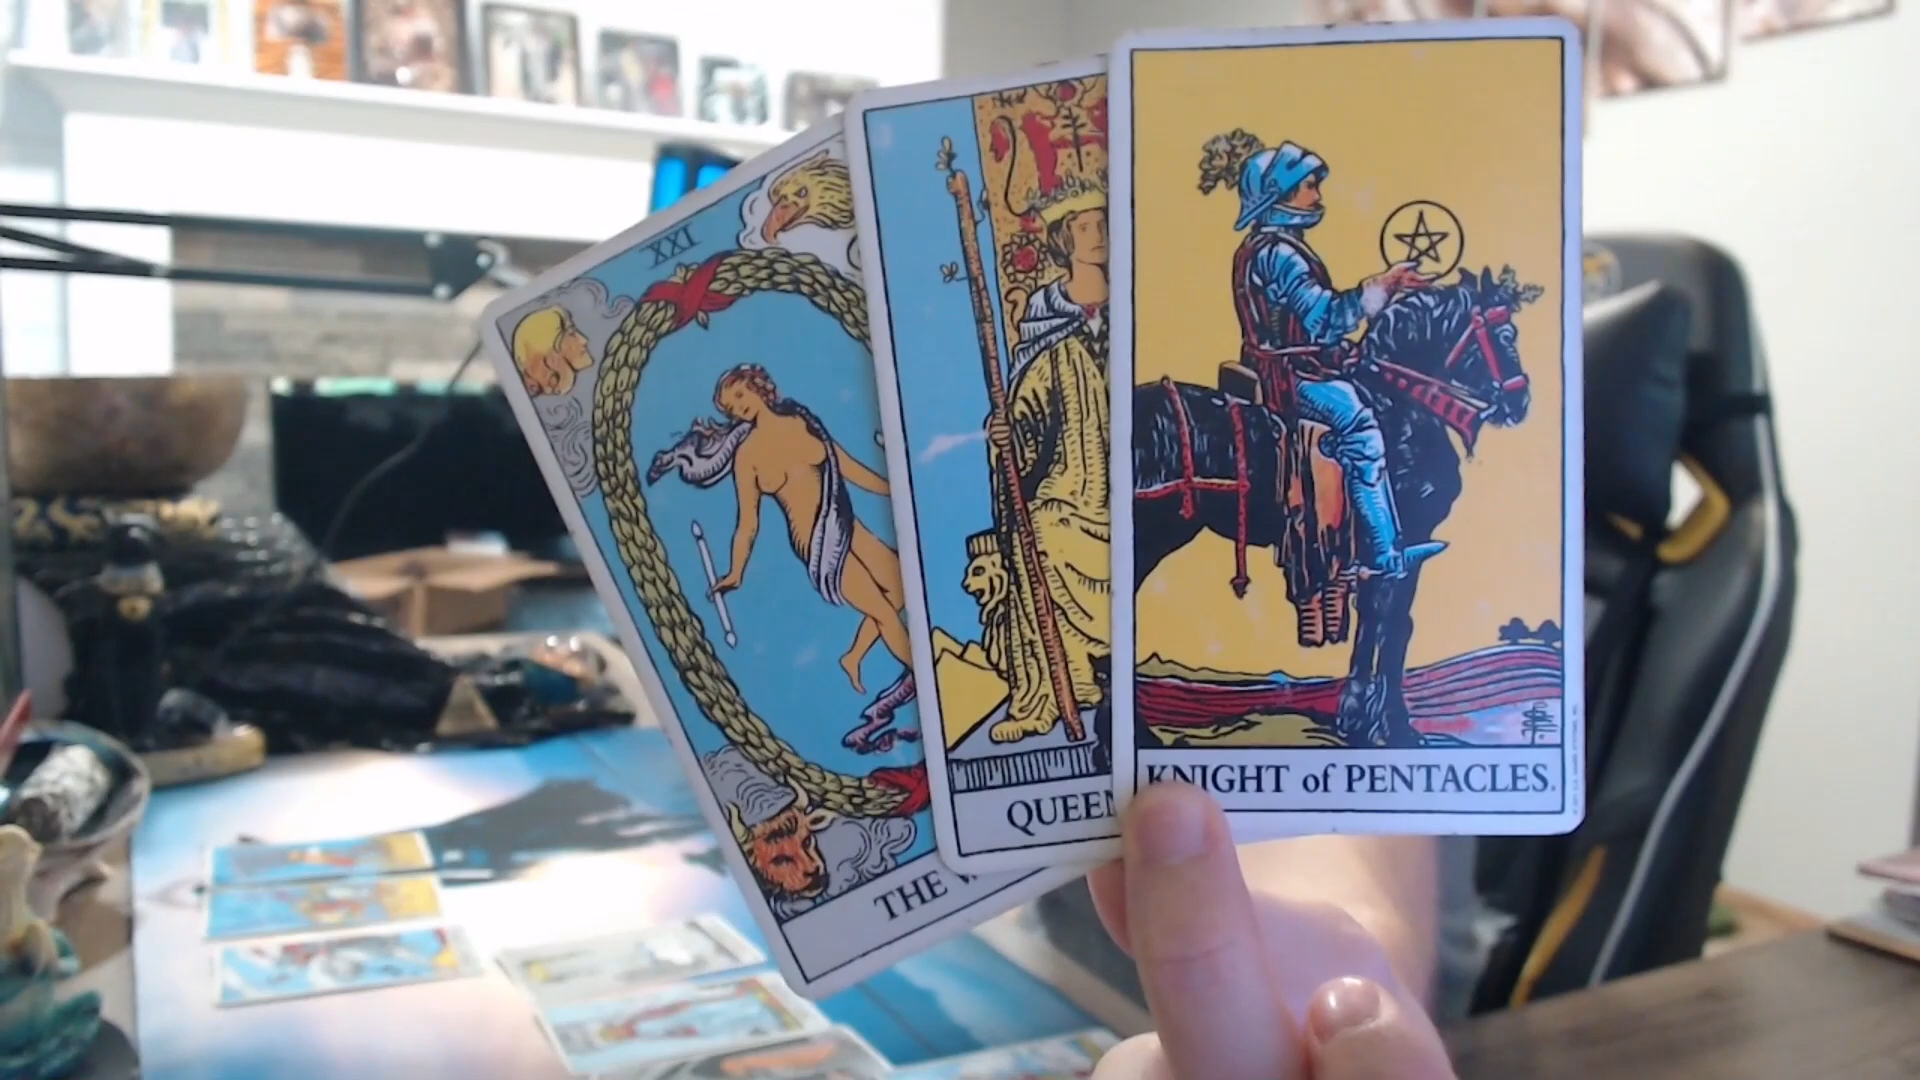 XXI
THE
QUEEN
KNIGHT of PENTACLES.